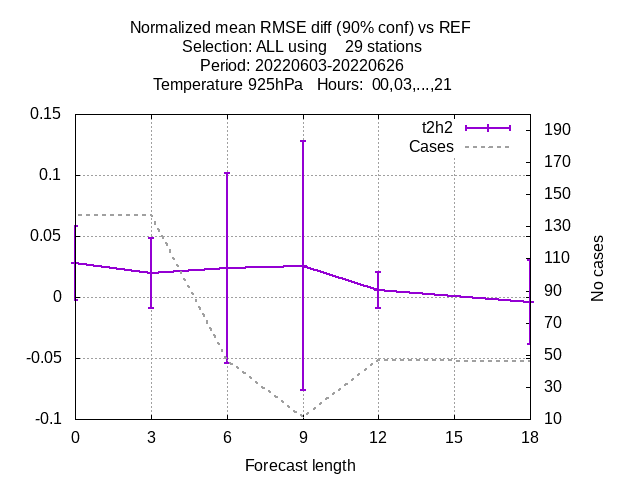 Normalized mean RMSE diff (90% conf) vs REF
Selection: ALL using    29 stations
Period: 20220603-20220626
Temperature 925hPa   Hours:  00,03,...,21
0.15
0.1
0.05
0
-0.05
-0.1
t2h2
Cases
190
170
150
130
110
90
70
50
30
10
No cases
0 3 6 9 12 15 18
Forecast length